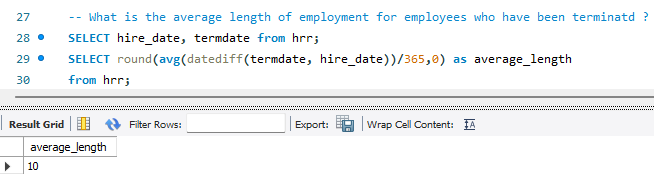 27 -- What is the average length of employment for employees who have been terminatd ?
28 SELECT hire_date, termdate from hrr;
29 SELECT round(avg(datediff(termdate, hire_date))/365,0) as average_length
30 from hrr;
Result Grid Filter Rows: Export: Wrap Cell Content: IA
average_length
10